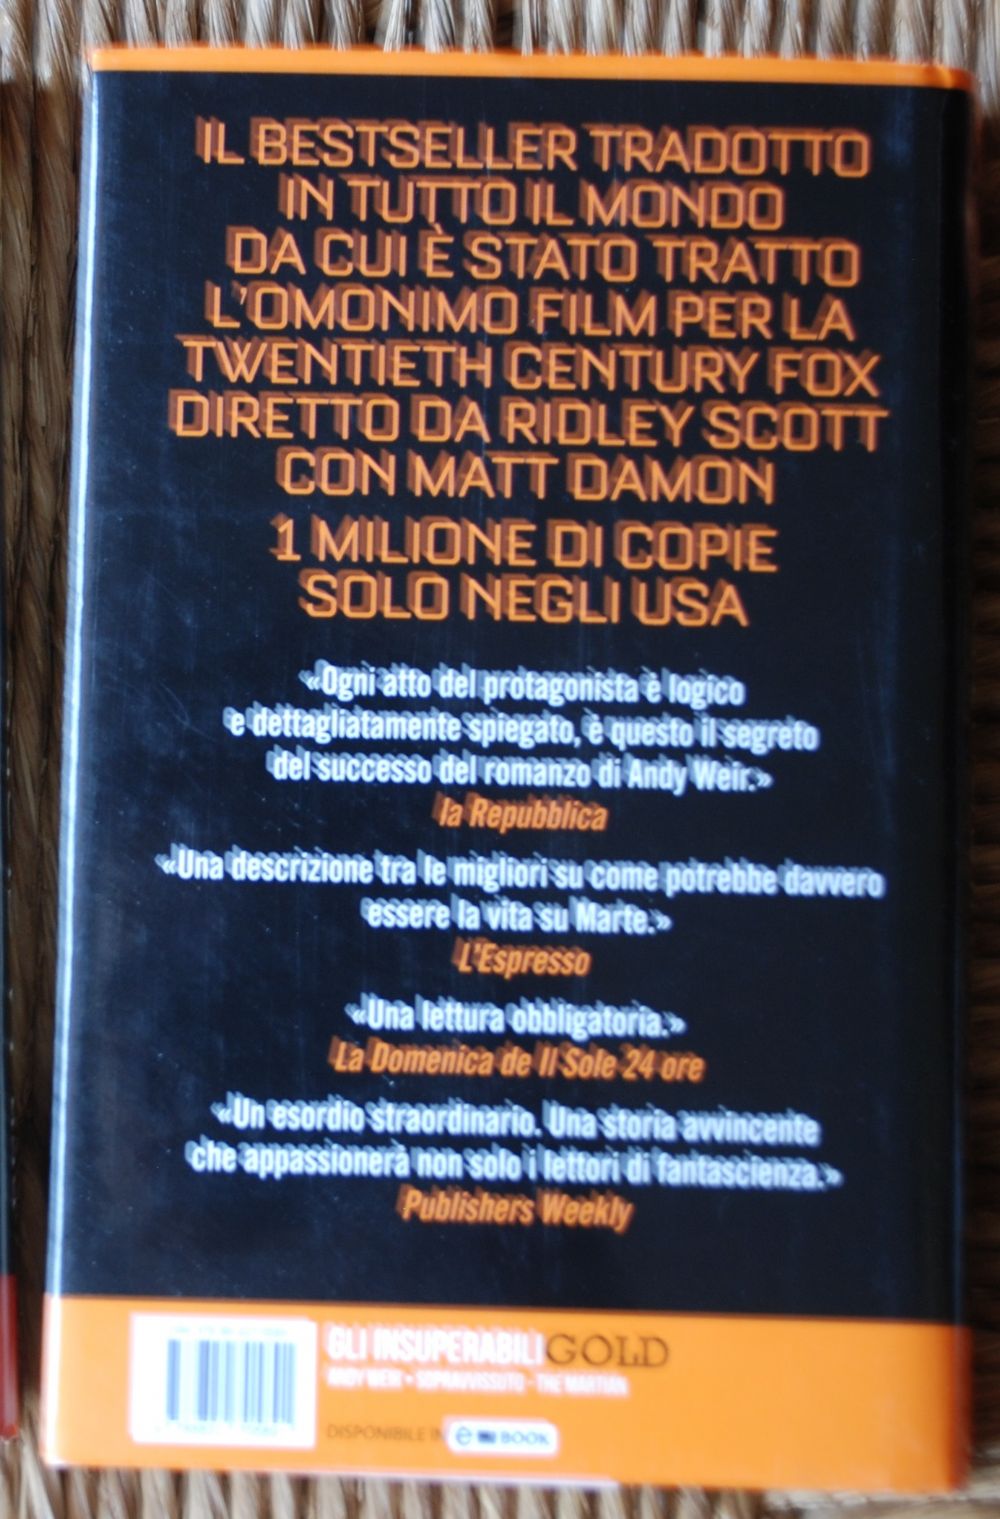 IL BESTSELLER TRADOTTO
IN TUTTO IL MONDO
DA CUI È STATO TRATTO
L'OMONIMO FILM PER LA
TWENTIETH CENTURY FOX
DIRETTO DA RIDLEY SCOTT
CON MATT DAMON
1 MILIONE DI COPIE
SOLO NEGLI USA
«Ogni atto del protagonista è logico
e dettagliatamente spiegato, è questo il segreto
del successo del romanzo di Andy Weir.»
la Repubblica
«Una descrizione tra le migliori su come potrebbe davvero
essere la vita su Marte.»
L'Espresso
«Una lettura obbligatoria.»
La Domenica de Il Sole 24 ore
«Un esordio straordinario. Una storia avvincente
che appassionerà non solo i lettori di fantascienza.»
Publishers Weekly
GLI INSUPERABILI GOLD
ANDY WEIR • SOPRAVVISSUTO - THE MARTIAN
DISPONIBILE IN e BOOK